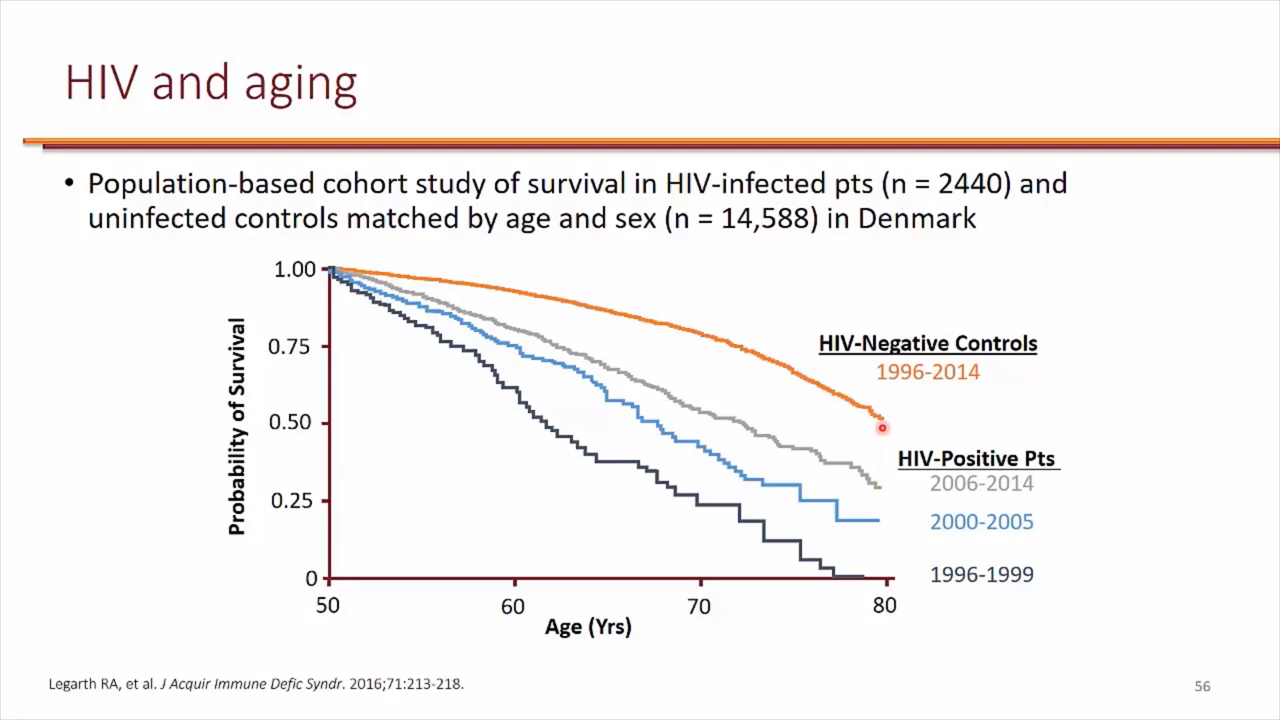 HIV and aging
• Population-based cohort study of survival in HIV-infected pts (n = 2440) and
uninfected controls matched by age and sex (n = 14,588) in Denmark
Probability of Survival
1.00
0.75
0.50
0.25
0
50
60
70
80
Age (Yrs)
HIV-Negative Controls
1996-2014
HIV-Positive Pts
2006-2014
2000-2005
1996-1999
Legarth RA, et al. J Acquir Immune Defic Syndr. 2016;71:213-218.
56